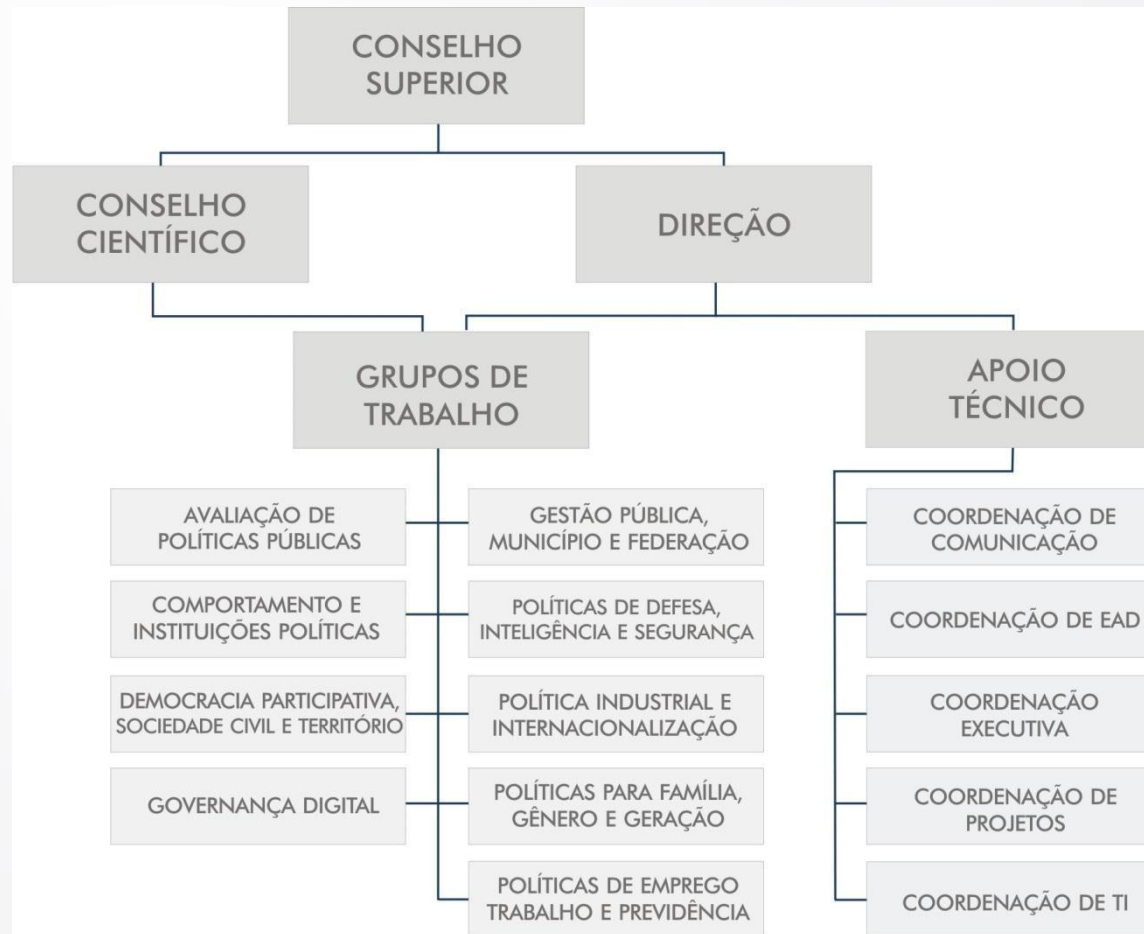 CONSELHO
SUPERIOR
CONSELHO
CIENTÍFICO
DIREÇÃO
GRUPOS DE
TRABALHO
APOIO
TÉCNICO
AVALIAÇÃO DE
POLÍTICAS PÚBLICAS
COMPORTAMENTO E
INSTITUIÇÕES POLÍTICAS
DEMOCRACIA PARTICIPATIVA,
SOCIEDADE CIVIL E TERRITÓRIO
GOVERNANÇA DIGITAL
GESTÃO PÚBLICA,
MUNICÍPIO E FEDERAÇÃO
POLÍTICAS DE DEFESA,
INTELIGÊNCIA E SEGURANÇA
POLÍTICA INDUSTRIAL E
INTERNACIONALIZAÇÃO
POLÍTICAS PARA FAMÍLIA,
GÊNERO E GERAÇÃO
POLÍTICAS DE EMPREGO
TRABALHO E PREVIDÊNCIA
COORDENAÇÃO DE
COMUNICAÇÃO
COORDENAÇÃO DE EAD
COORDENAÇÃO
EXECUTIVA
COORDENAÇÃO DE
PROJETOS
COORDENAÇÃO DE TI